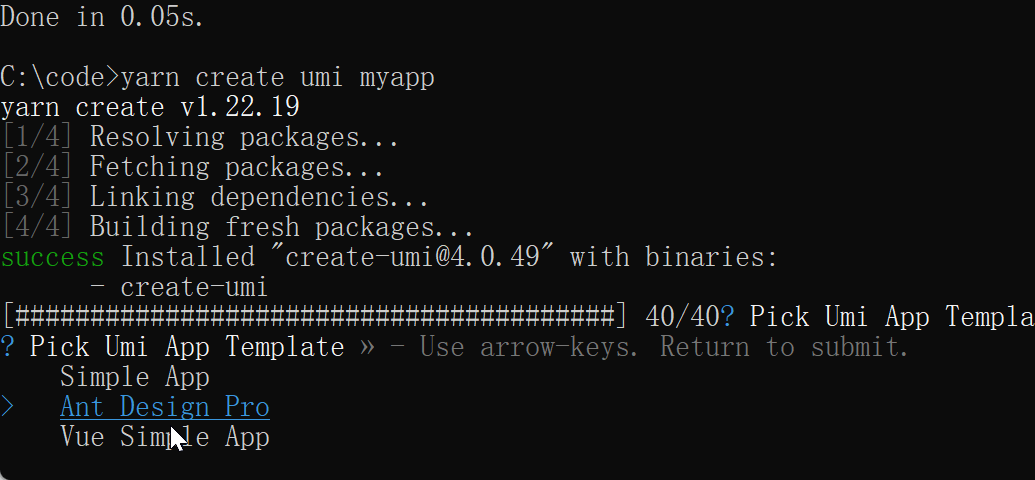 Done in 0.05s.
C:\code>yarn create umi myapp
yarn create v1.22.19
[1/4] Resolving packages...
[2/4] Fetching packages...
[3/4] Linking dependencies...
[4/4] Building fresh packages...
success Installed "create-umi@4.0.49" with binaries:
- create-umi
[########################################] 40/40? Pick Umi App Templa
? Pick Umi App Template » - Use arrow-keys. Return to submit.
Simple App
> Ant Design Pro
Vue Simple App